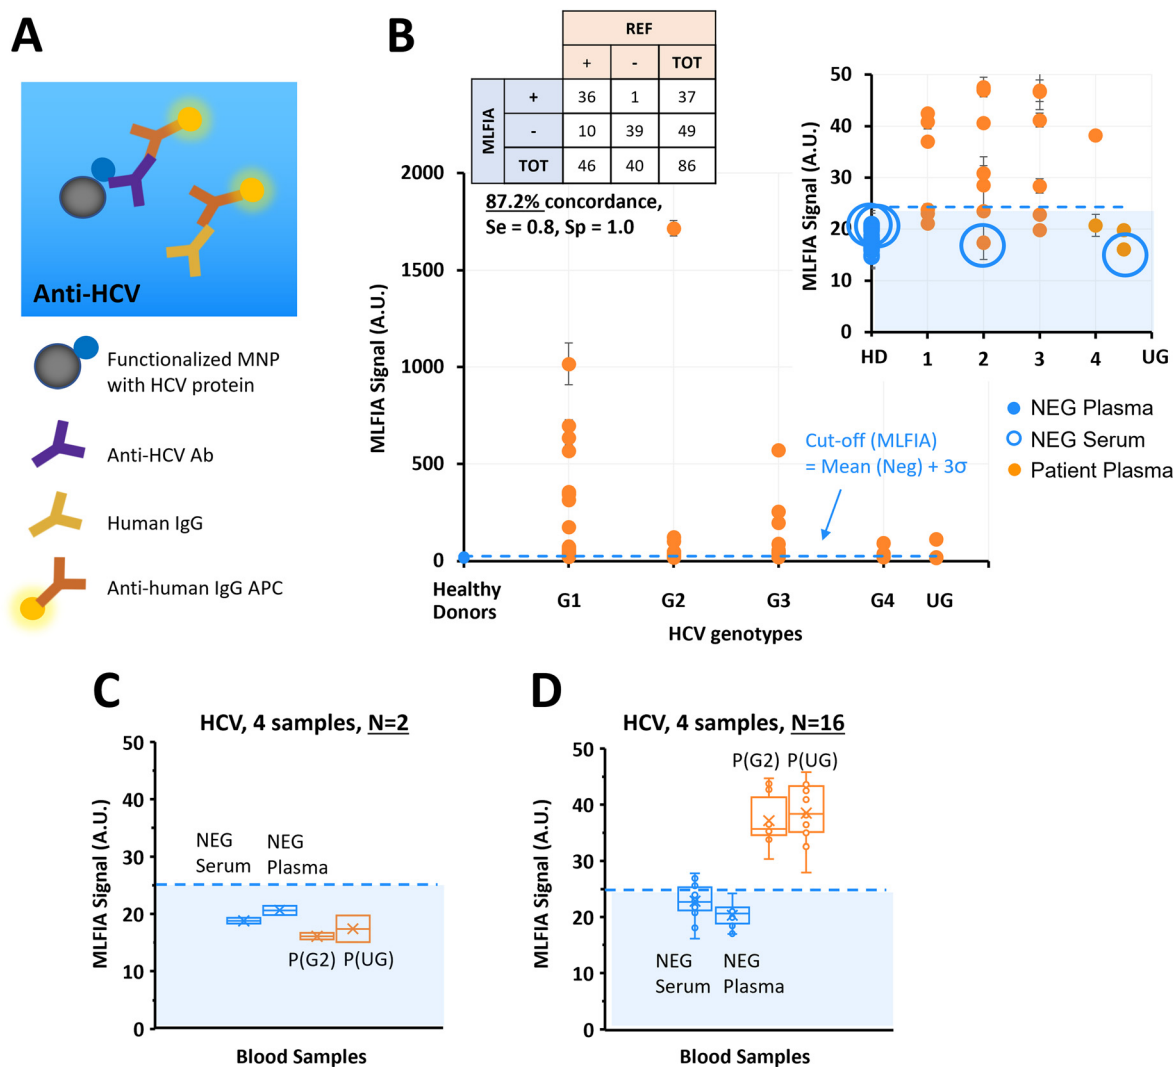 A
Anti-HCV
Functionalized MNP
with HCV protein
Anti-HCV Ab
Human IgG
Anti-human IgG APC
B
REF
+ - TOT
MLFIA
+ 36 1 37
- 10 39 49
TOT 46 40 86
87.2% concordance,
Se = 0.8, Sp = 1.0
MLFIA Signal (A.U.)
2000
1500
1000
500
0
Cut-off (MLFIA)
= Mean (Neg) + 3σ
Healthy
Donors
G1 G2 G3 G4 UG
HCV genotypes
MLFIA Signal (A.U.)
50
40
30
20
10
0
HD 1 2 3 4 UG
NEG Plasma
NEG Serum
Patient Plasma
C
HCV, 4 samples, N=2
MLFIA Signal (A.U.)
50
40
30
20
10
0
NEG
Serum
NEG
Plasma
P(G2) P(UG)
Blood Samples
D
HCV, 4 samples, N=16
MLFIA Signal (A.U.)
50
40
30
20
10
0
P(G2) P(UG)
NEG
Serum
NEG
Plasma
Blood Samples